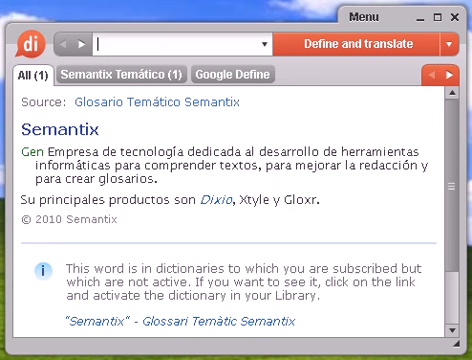 Menu
di
Define and translate
All (1) Semantix Temático (1) Google Define
Source: Glosario Temático Semantix
Semantix
Gen Empresa de tecnología dedicada al desarrollo de herramientas
informáticas para comprender textos, para mejorar la redacción y
para crear glosarios.
Su principales productos son Dixio, Xtyle y Gloxr.
© 2010 Semantix
i
This word is in dictionaries to which you are subscribed but
which are not active. If you want to see it, click on the link
and activate the dictionary in your Library.
"Semantix" - Glossari Temàtic Semantix